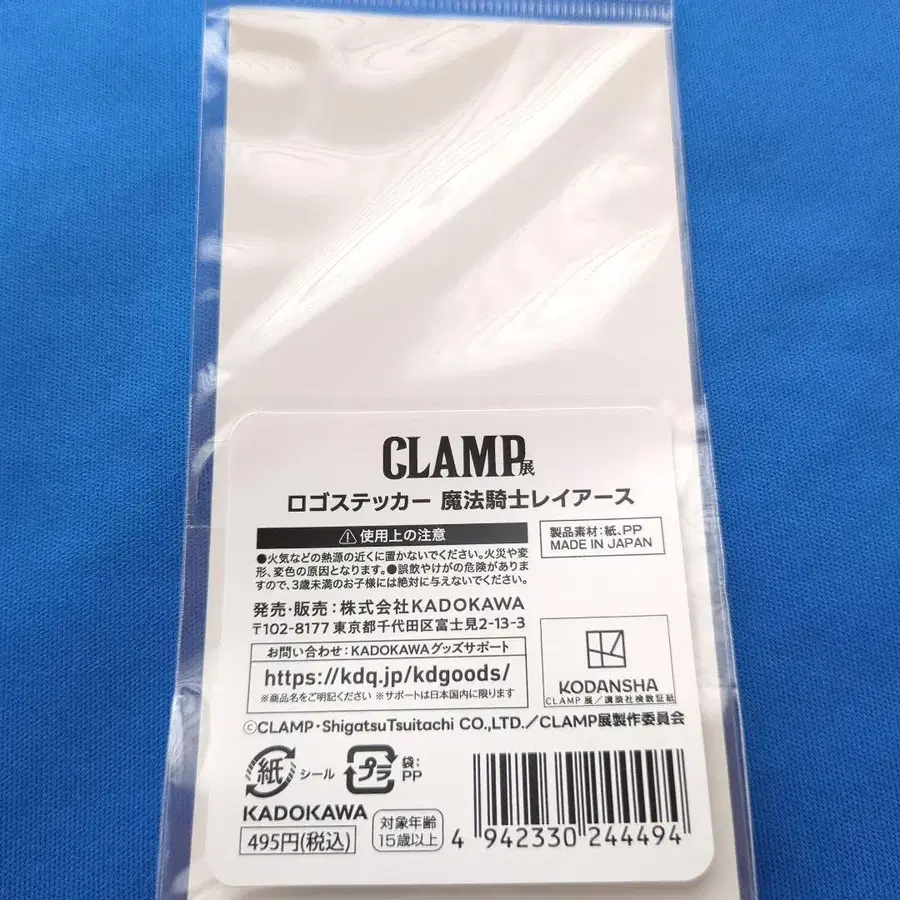 CLAMP展
ロゴステッカー 魔法騎士レイアース
⚠使用上の注意
●火気などの熱源の近くに置かないでください。火災や変
形、変色の原因となります。●誤飲やけがの危険がありま
すので、3歳未満のお子様には絶対に与えないでください。
製品素材:紙、PP
MADE IN JAPAN
発売・販売:株式会社KADOKAWA
〒102-8177 東京都千代田区富士見2-13-3
お問い合わせ:KADOKAWAグッズサポート
https://kdq.jp/kdgoods/
※商品名をご明記ください ※サポートは日本国内に限ります
KODANSHA
CLAMP展/講談社検数証紙
©CLAMP・ShigatsuTsuitachi CO.,LTD./CLAMP展製作委員会
紙 シール
プラ 袋:PP
KADOKAWA
495円(税込)
対象年齢
15歳以上
4 942330 244494